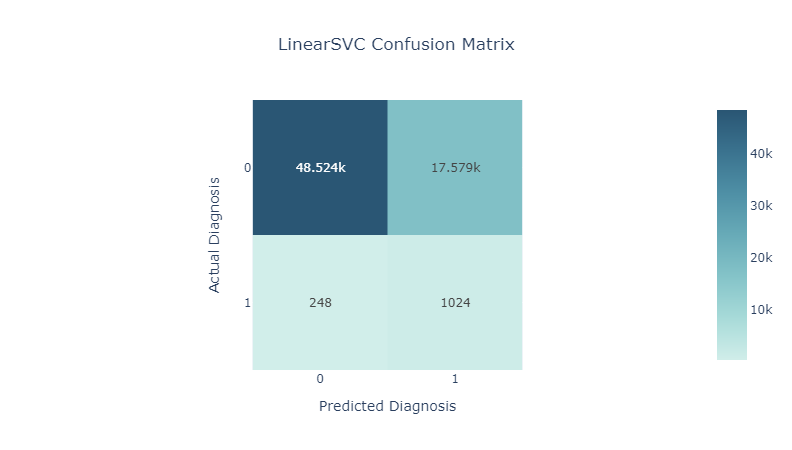 LinearSVC Confusion Matrix
Actual Diagnosis
0
48.524k
17.579k
1
248
1024
0
1
Predicted Diagnosis
40k
30k
20k
10k